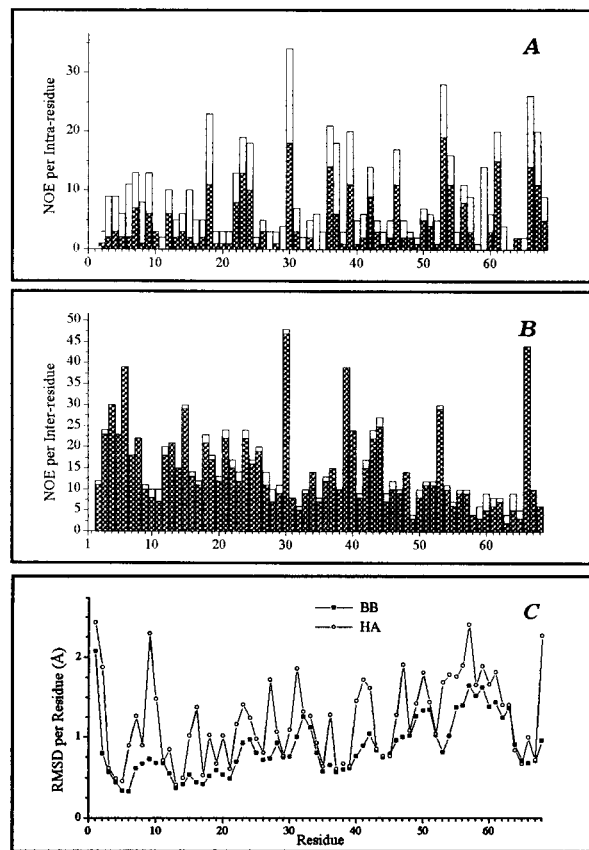 A
NOE per Intra-residue
30
20
10
0
0 10 20 30 40 50 60
B
NOE per Inter-residue
50
45
40
35
30
25
20
15
10
5
0
1 10 20 30 40 50 60
C
BB
HA
RMSD per Residue (A)
2
1
0
0 10 20 30 40 50 60
Residue